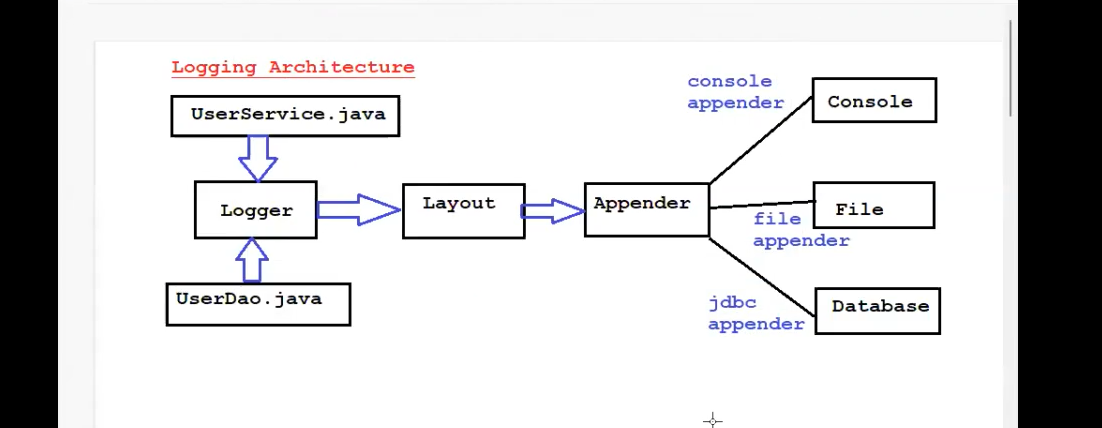 Logging Architecture
UserService.java
Logger
UserDao.java
Layout
Appender
console
appender
Console
file
appender
File
jdbc
appender
Database